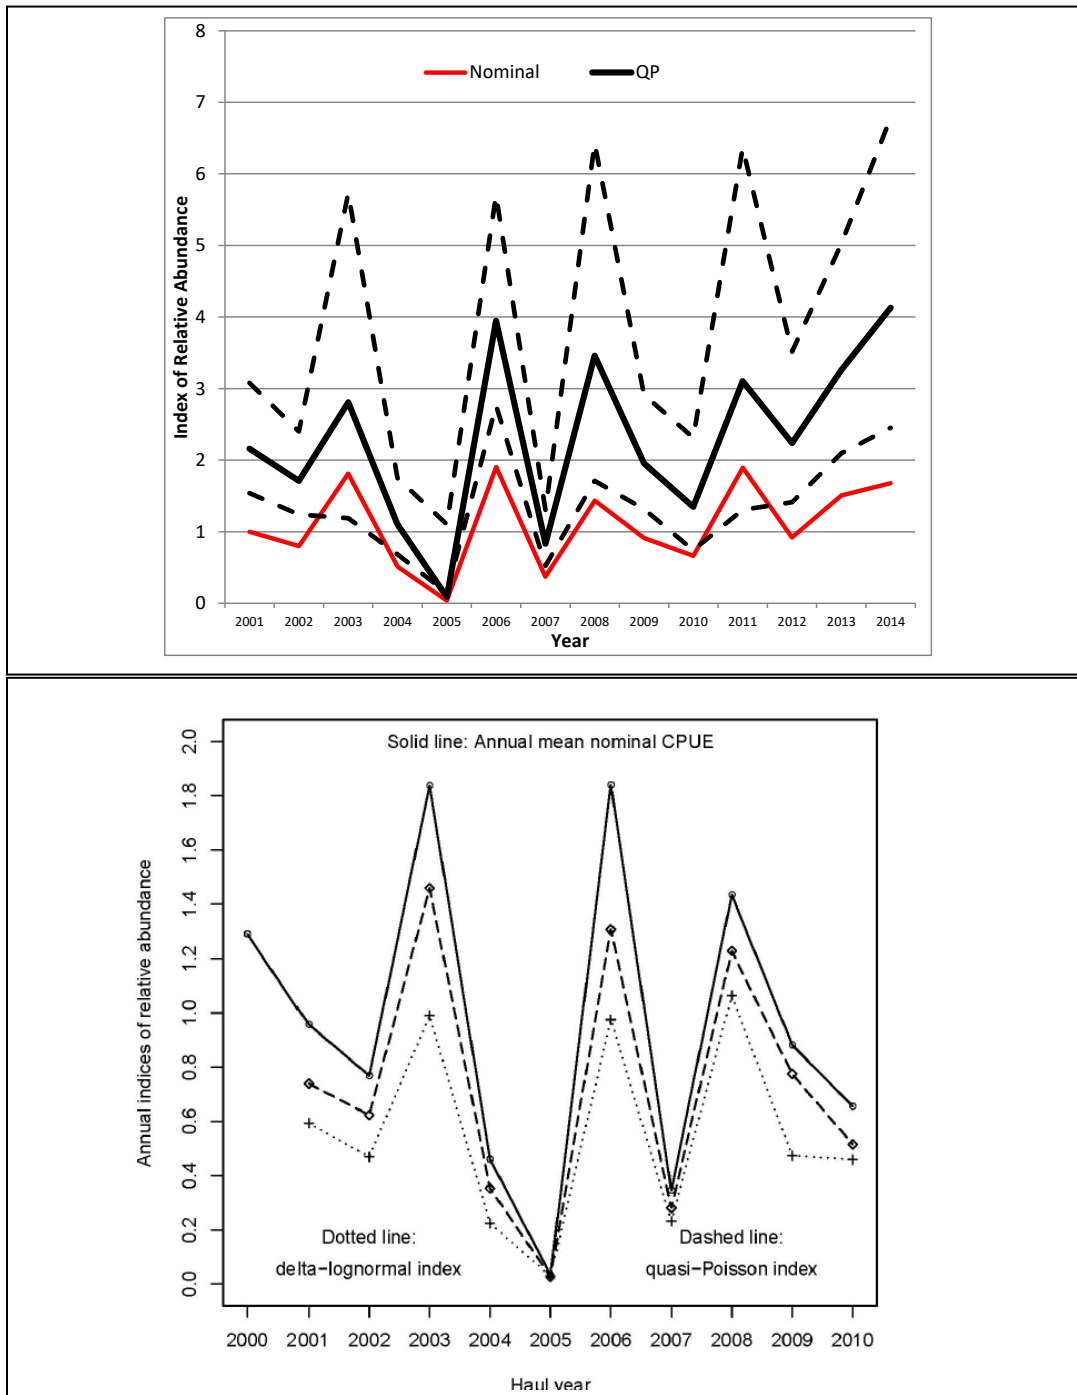 8
Nominal
QP
7
6
5
4
3
2
1
0
Index of Relative Abundance
2001 2002 2003 2004 2005 2006 2007 2008 2009 2010 2011 2012 2013 2014
Year
Solid line: Annual mean nominal CPUE
2.0
1.8
1.6
1.4
1.2
1.0
0.8
0.6
0.4
0.2
0.0
Annual indices of relative abundance
Dotted line:
delta-lognormal index
Dashed line:
quasi-Poisson index
2000 2001 2002 2003 2004 2005 2006 2007 2008 2009 2010
Haul year